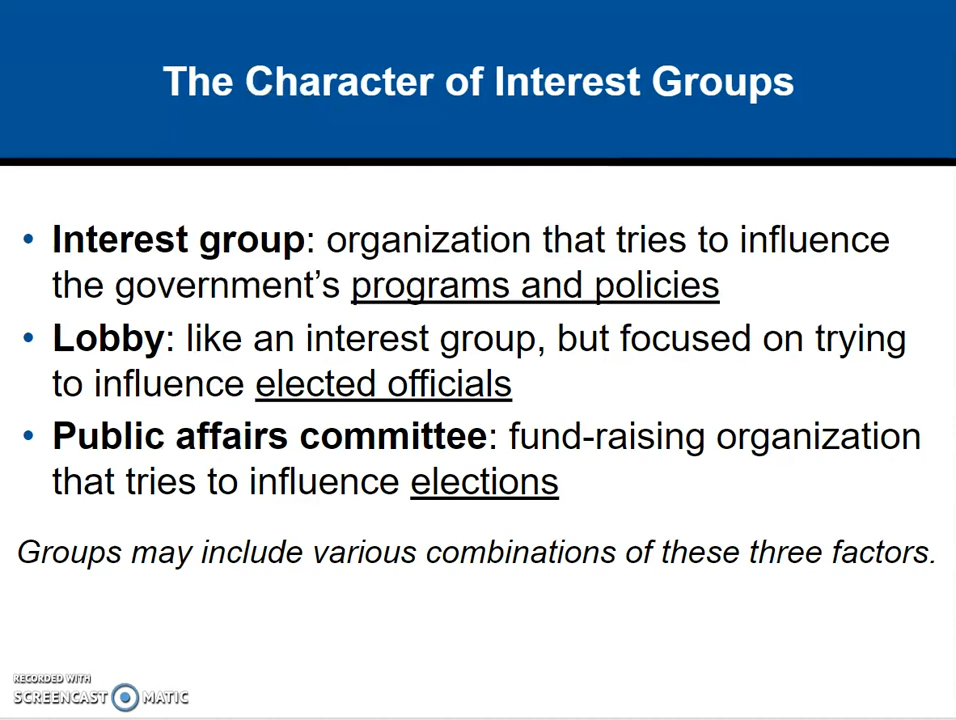 The Character of Interest Groups
• Interest group: organization that tries to influence
the government’s programs and policies
• Lobby: like an interest group, but focused on trying
to influence elected officials
• Public affairs committee: fund-raising organization
that tries to influence elections
Groups may include various combinations of these three factors.
RECORDED WITH
SCREENCAST MATIC